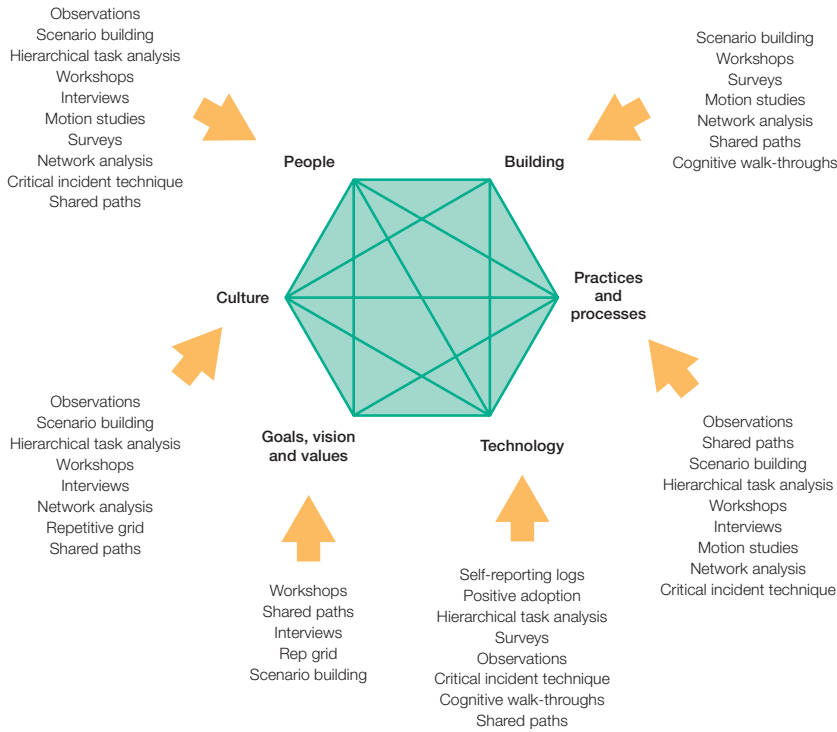 Observations
Scenario building
Hierarchical task analysis
Workshops
Interviews
Motion studies
Surveys
Network analysis
Critical incident technique
Shared paths
Scenario building
Workshops
Surveys
Motion studies
Network analysis
Shared paths
Cognitive walk-throughs
People
Building
Culture
Practices
and
processes
Goals, vision
and values
Technology
Observations
Scenario building
Hierarchical task analysis
Workshops
Interviews
Network analysis
Repetitive grid
Shared paths
Workshops
Shared paths
Interviews
Rep grid
Scenario building
Self-reporting logs
Positive adoption
Hierarchical task analysis
Surveys
Observations
Critical incident technique
Cognitive walk-throughs
Shared paths
Observations
Shared paths
Scenario building
Hierarchical task analysis
Workshops
Interviews
Motion studies
Network analysis
Critical incident technique